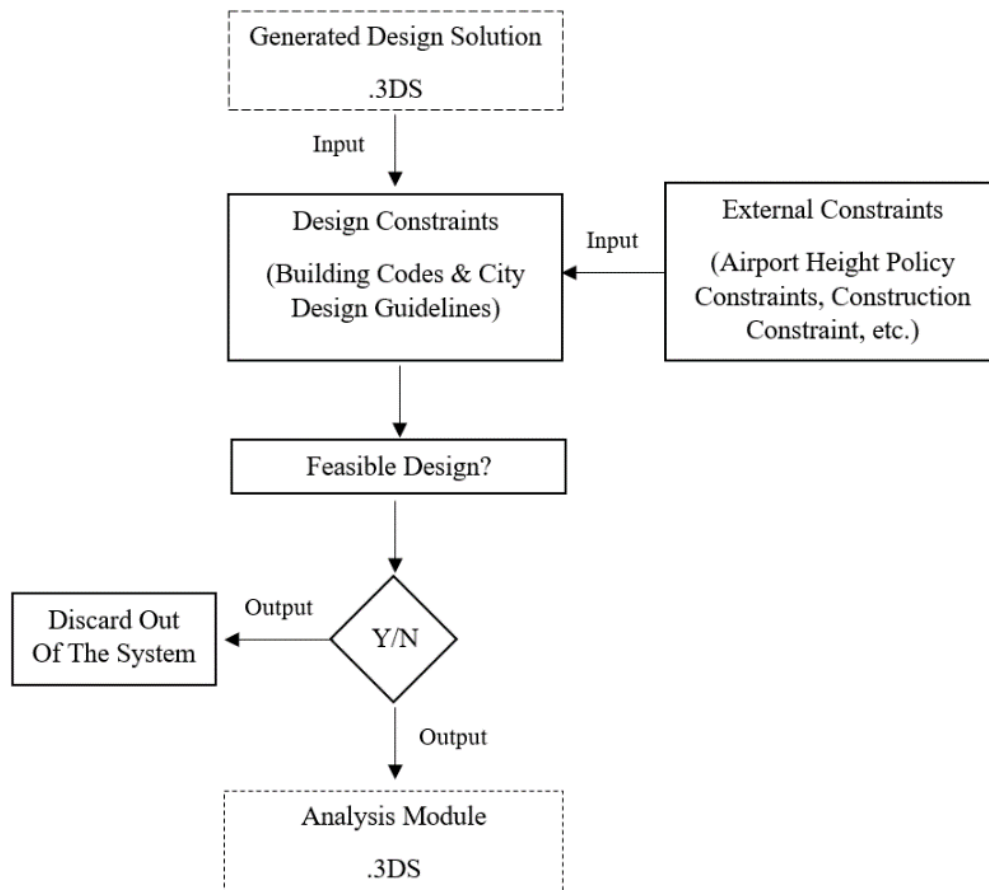 Generated Design Solution
.3DS
Input
Design Constraints
(Building Codes & City
Design Guidelines)
Input
External Constraints
(Airport Height Policy
Constraints, Construction
Constraint, etc.)
Feasible Design?
Y/N
Output
Discard Out
Of The System
Output
Analysis Module
.3DS